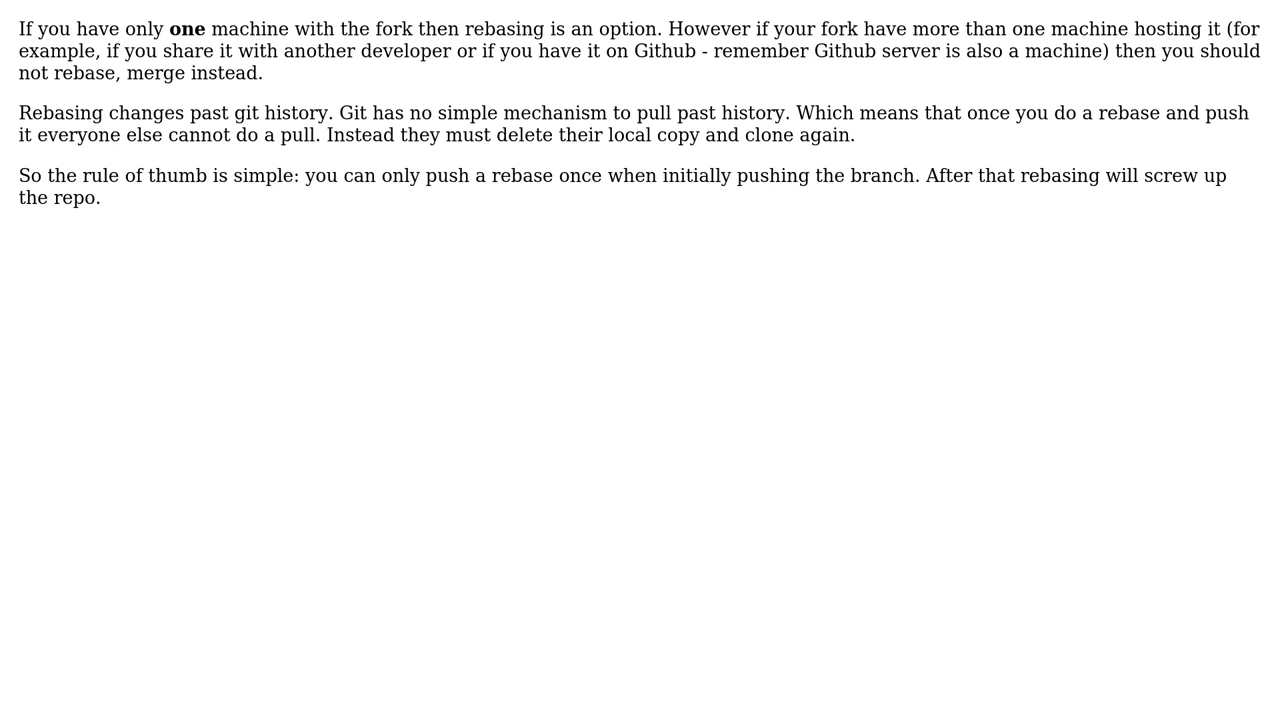 If you have only one machine with the fork then rebasing is an option. However if your fork have more than one machine hosting it (for
example, if you share it with another developer or if you have it on Github - remember Github server is also a machine) then you should
not rebase, merge instead.
Rebasing changes past git history. Git has no simple mechanism to pull past history. Which means that once you do a rebase and push
it everyone else cannot do a pull. Instead they must delete their local copy and clone again.
So the rule of thumb is simple: you can only push a rebase once when initially pushing the branch. After that rebasing will screw up
the repo.